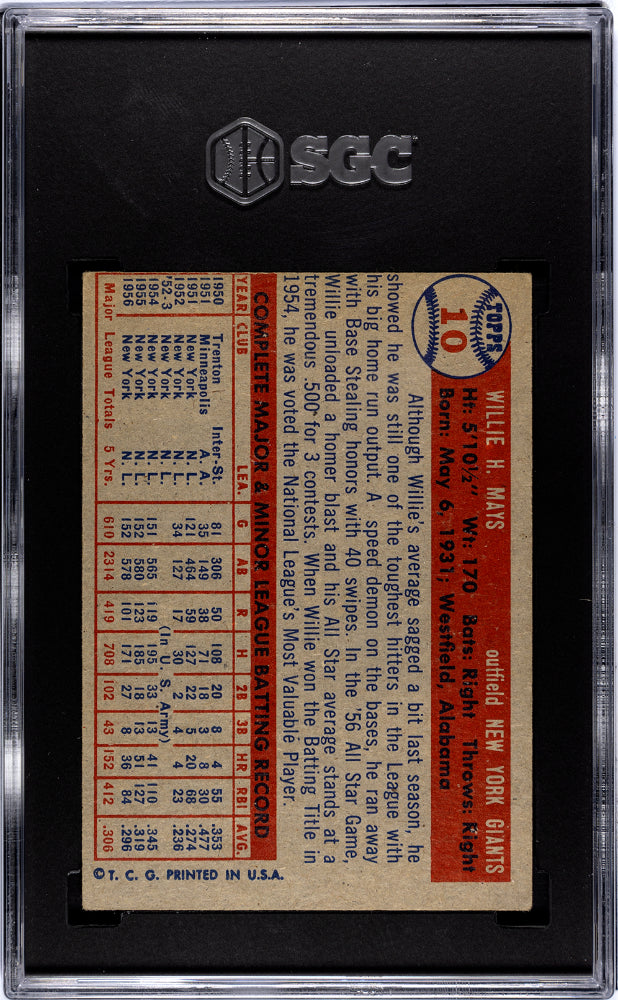 SGC
TOPPS
10
WILLIE H. MAYS outfield NEW YORK GIANTS
Ht: 5'10½" Wt: 170 Bats: Right Throws: Right
Born: May 6, 1931; Westfield, Alabama
Although Willie's average sagged a bit last season, he
showed he was still one of the toughest hitters in the League with
his big home run output. A speed demon on the bases, he ran away
with Base Stealing honors with 40 swipes. In the '56 All Star Game,
Willie unloaded a homer blast and his All Star average stands at a
tremendous .500 for 3 contests. When Willie won the Batting Title in
1954, he was voted the National League's Most Valuable Player.
COMPLETE MAJOR & MINOR LEAGUE BATTING RECORD
YEAR CLUB LEA. G AB R H 2B 3B HR RBI AVG.
1950 Trenton Inter-St. 81 306 50 108 20 8 4 55 .353
1951 Minneapolis A. A. 35 149 38 71 18 3 8 30 .477
1951 New York N. L. 121 464 59 127 22 5 20 68 .274
1952 New York N. L. 34 127 17 30 2 4 4 23 .236
'52-3 (In U. S. Army)
1954 New York N. L. 151 565 119 195 33 13 41 110 .345
1955 New York N. L. 152 580 123 185 18 13 51 127 .319
1956 New York N. L. 152 578 101 171 27 8 36 84 .296
Major League Totals 5 Yrs. 610 2314 419 708 102 43 152 412 .306
© T. C. G. PRINTED IN U.S.A.